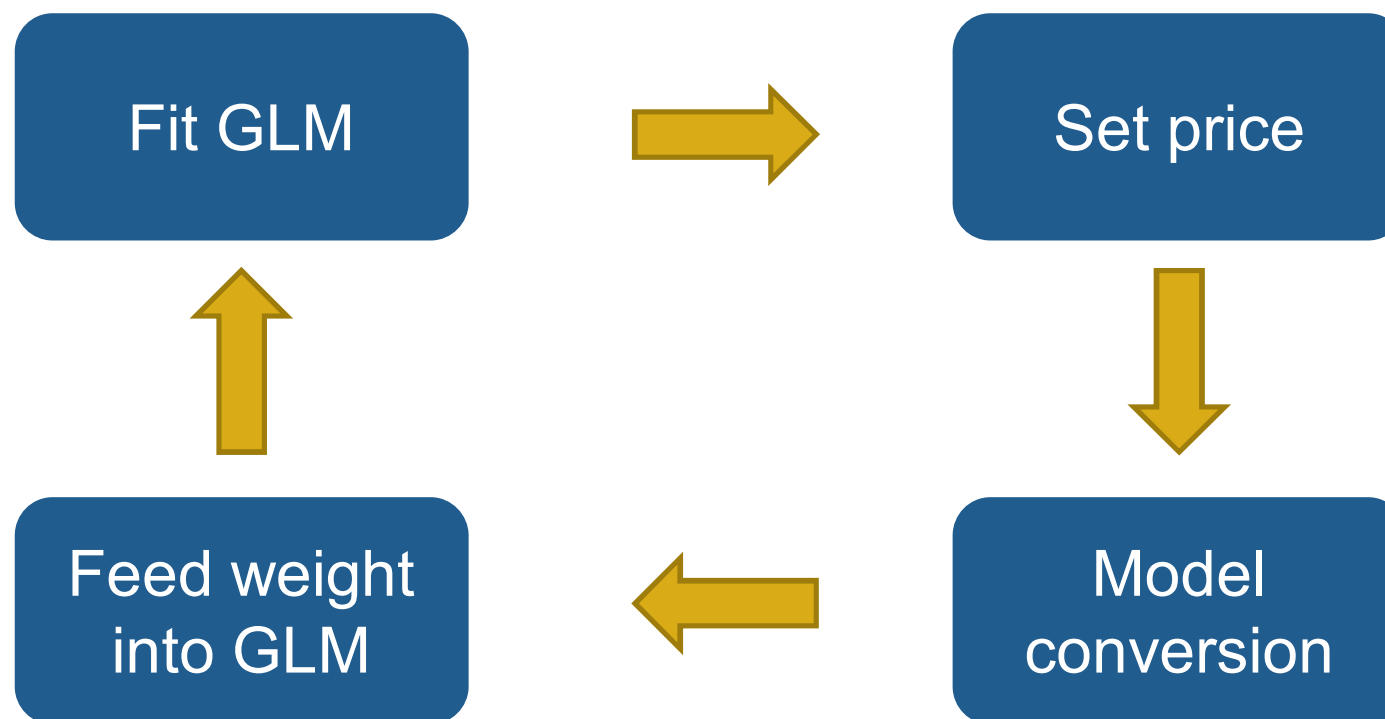 Fit GLM
Set price
Feed weight
into GLM
Model
conversion